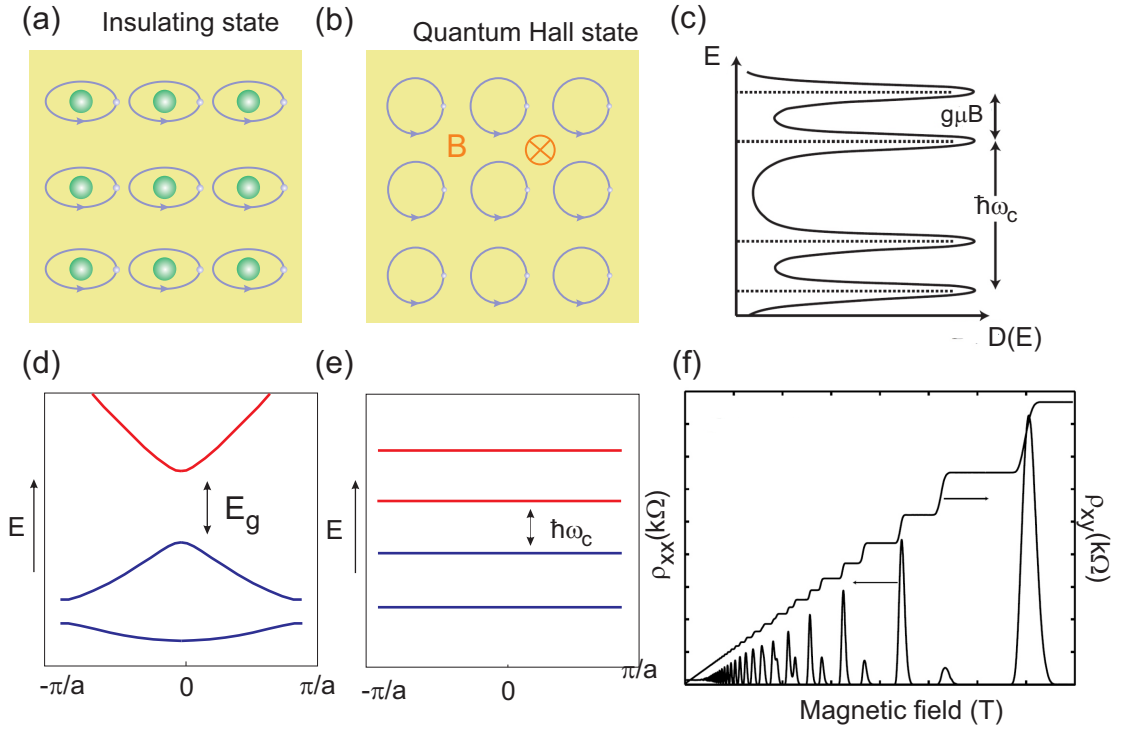 (a)
Insulating state
(b)
Quantum Hall state
B
(c)
E
gμB
ħω_c
D(E)
(d)
E
E_g
-π/a
0
π/a
(e)
E
ħω_c
-π/a
0
π/a
(f)
ρ_xx(kΩ)
ρ_xy(kΩ)
Magnetic field (T)